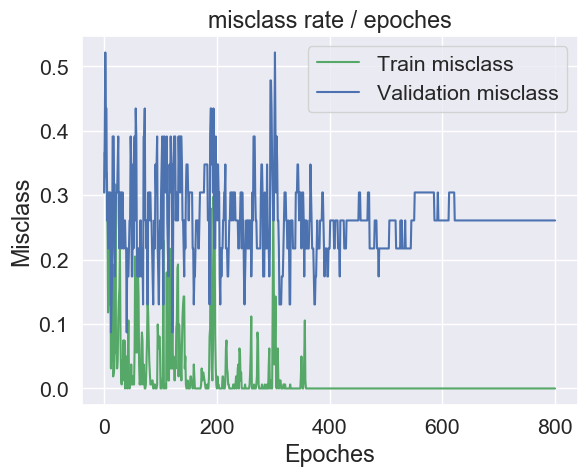 misclass rate / epoches
Train misclass
Validation misclass
Misclass
0.5
0.4
0.3
0.2
0.1
0.0
0 200 400 600 800
Epoches